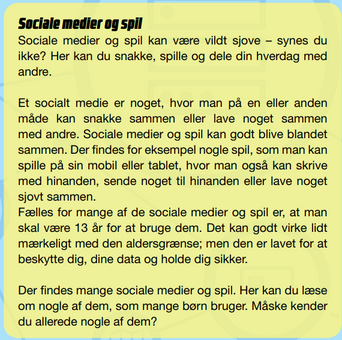 Sociale medier og spil
Sociale medier og spil kan være vildt sjove – synes du
ikke? Her kan du snakke, spille og dele din hverdag med
andre.
Et socialt medie er noget, hvor man på en eller anden
måde kan snakke sammen eller lave noget sammen
med andre. Sociale medier og spil kan godt blive blandet
sammen. Der findes for eksempel nogle spil, som man kan
spille på sin mobil eller tablet, hvor man også kan skrive
med hinanden, sende noget til hinanden eller lave noget
sjovt sammen.
Fælles for mange af de sociale medier og spil er, at man
skal være 13 år for at bruge dem. Det kan godt virke lidt
mærkeligt med den aldersgrænse; men den er lavet for at
beskytte dig, dine data og holde dig sikker.
Der findes mange sociale medier og spil. Her kan du læse
om nogle af dem, som mange børn bruger. Måske kender
du allerede nogle af dem?